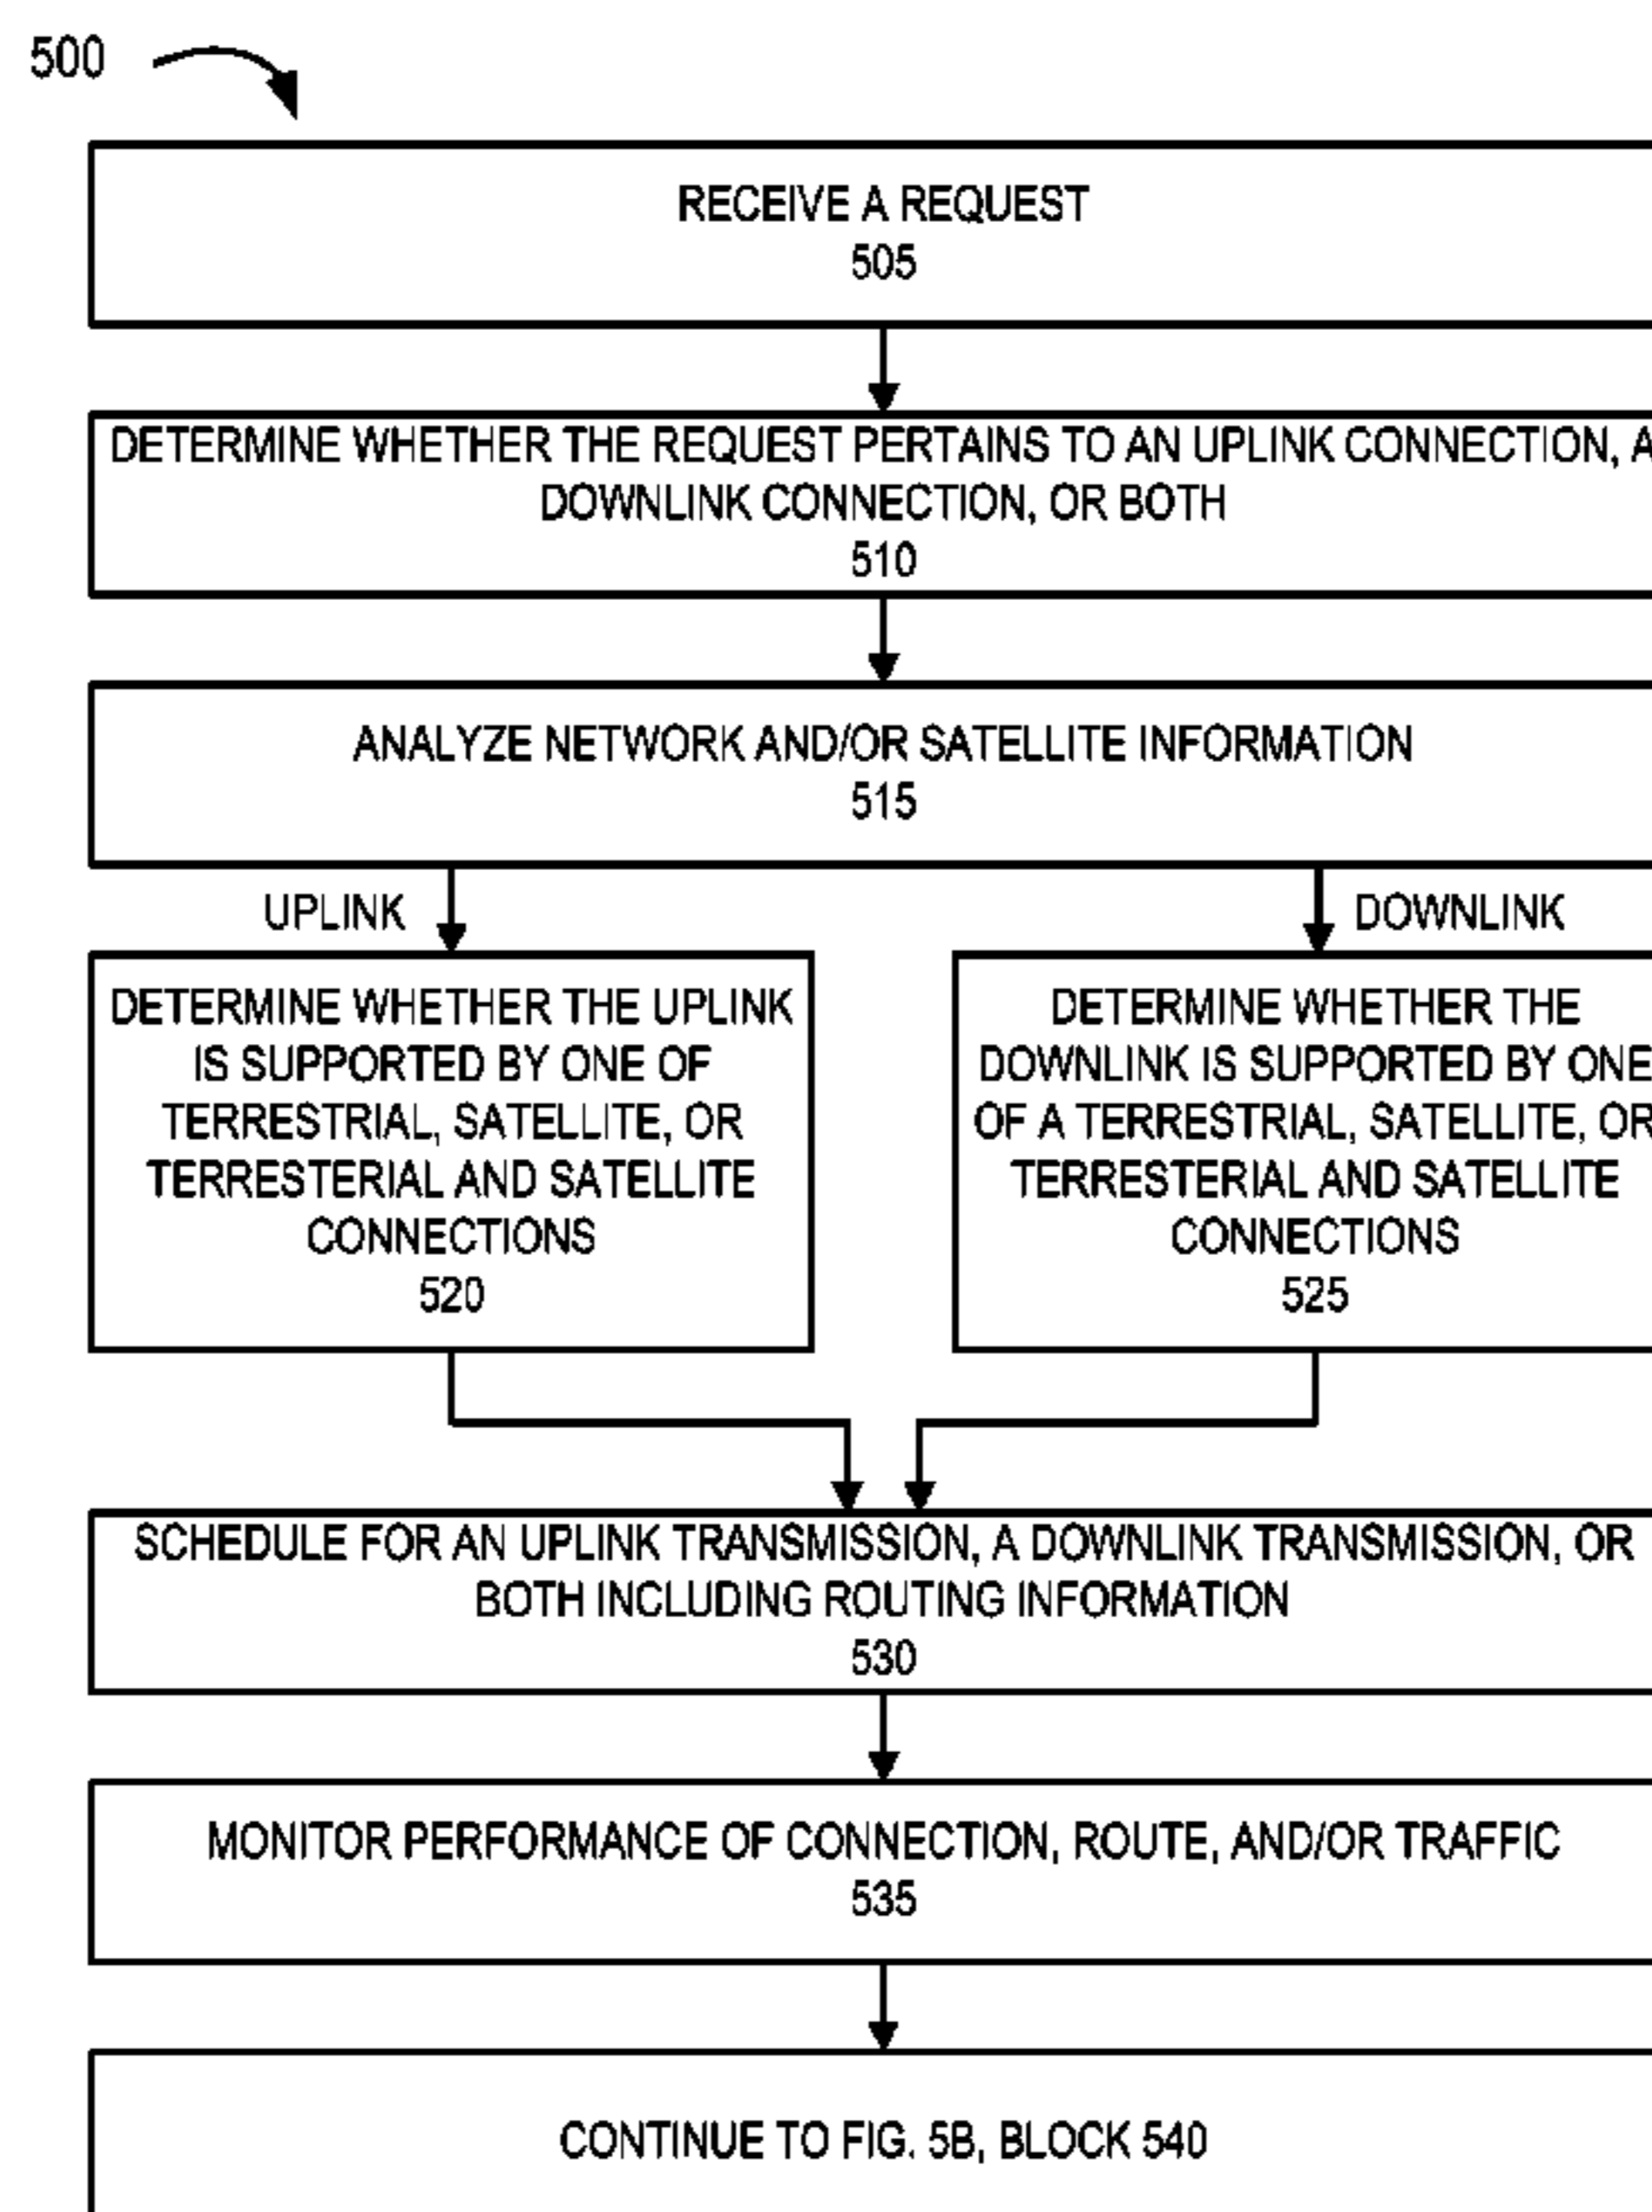 500
RECEIVE A REQUEST
505
DETERMINE WHETHER THE REQUEST PERTAINS TO AN UPLINK CONNECTION, A
DOWNLINK CONNECTION, OR BOTH
510
ANALYZE NETWORK AND/OR SATELLITE INFORMATION
515
UPLINK
DOWNLINK
DETERMINE WHETHER THE UPLINK
IS SUPPORTED BY ONE OF
TERRESTRIAL, SATELLITE, OR
TERRESTERIAL AND SATELLITE
CONNECTIONS
520
DETERMINE WHETHER THE
DOWNLINK IS SUPPORTED BY ONE
OF A TERRESTRIAL, SATELLITE, OR
TERRESTERIAL AND SATELLITE
CONNECTIONS
525
SCHEDULE FOR AN UPLINK TRANSMISSION, A DOWNLINK TRANSMISSION, OR
BOTH INCLUDING ROUTING INFORMATION
530
MONITOR PERFORMANCE OF CONNECTION, ROUTE, AND/OR TRAFFIC
535
CONTINUE TO FIG. 5B, BLOCK 540